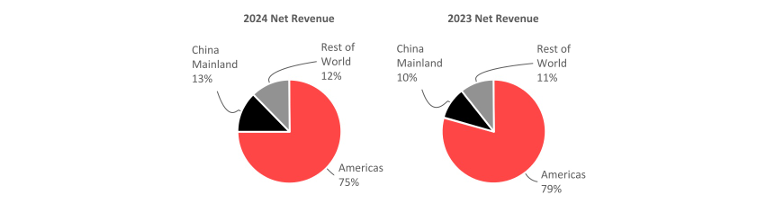 2024 Net Revenue
China
Mainland
13%
Rest of
World
12%
Americas
75%
2023 Net Revenue
China
Mainland
10%
Rest of
World
11%
Americas
79%